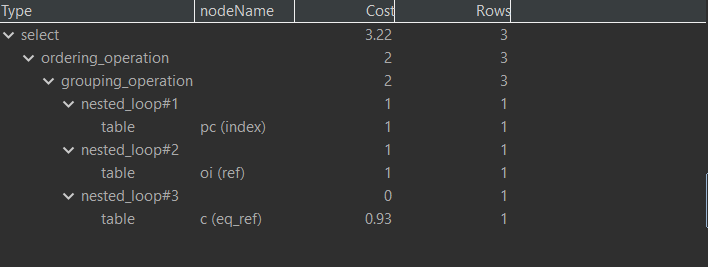 Type nodeName Cost Rows
select 3.22 3
ordering_operation 2 3
grouping_operation 2 3
nested_loop#1 1 1
table pc (index) 1 1
nested_loop#2 1 1
table oi (ref) 1 1
nested_loop#3 0 1
table c (eq_ref) 0.93 1